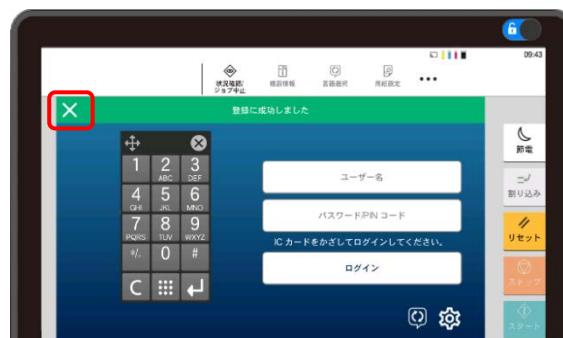 09:43
状況確認/
ジョブ中止
機器情報
言語選択
用紙設定
登録に成功しました
節電
割り込み
リセット
ストップ
スタート
1
2 ABC
3 DEF
4 GHI
5 JKL
6 MNO
7 PQRS
8 TUV
9 WXYZ
*/.
0
#
C
ユーザー名
パスワード/PIN コード
IC カードをかざしてログインしてください。
ログイン